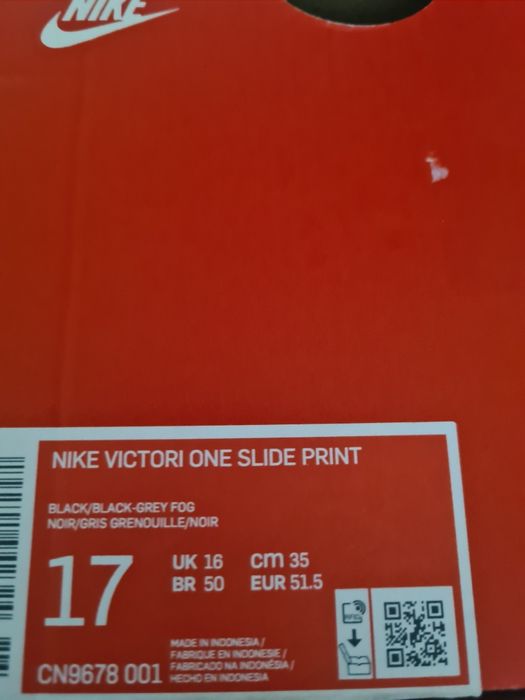 NIKE
NIKE VICTORI ONE SLIDE PRINT
BLACK/BLACK-GREY FOG
NOIR/GRIS GRENOUILLE/NOIR
17
UK 16 cm 35
BR 50 EUR 51.5
MADE IN INDONESIA /
FABRIQUE EN INDONESIE /
FABRICADO NA INDONÉSIA /
HECHO EN INDONESIA
CN9678 001